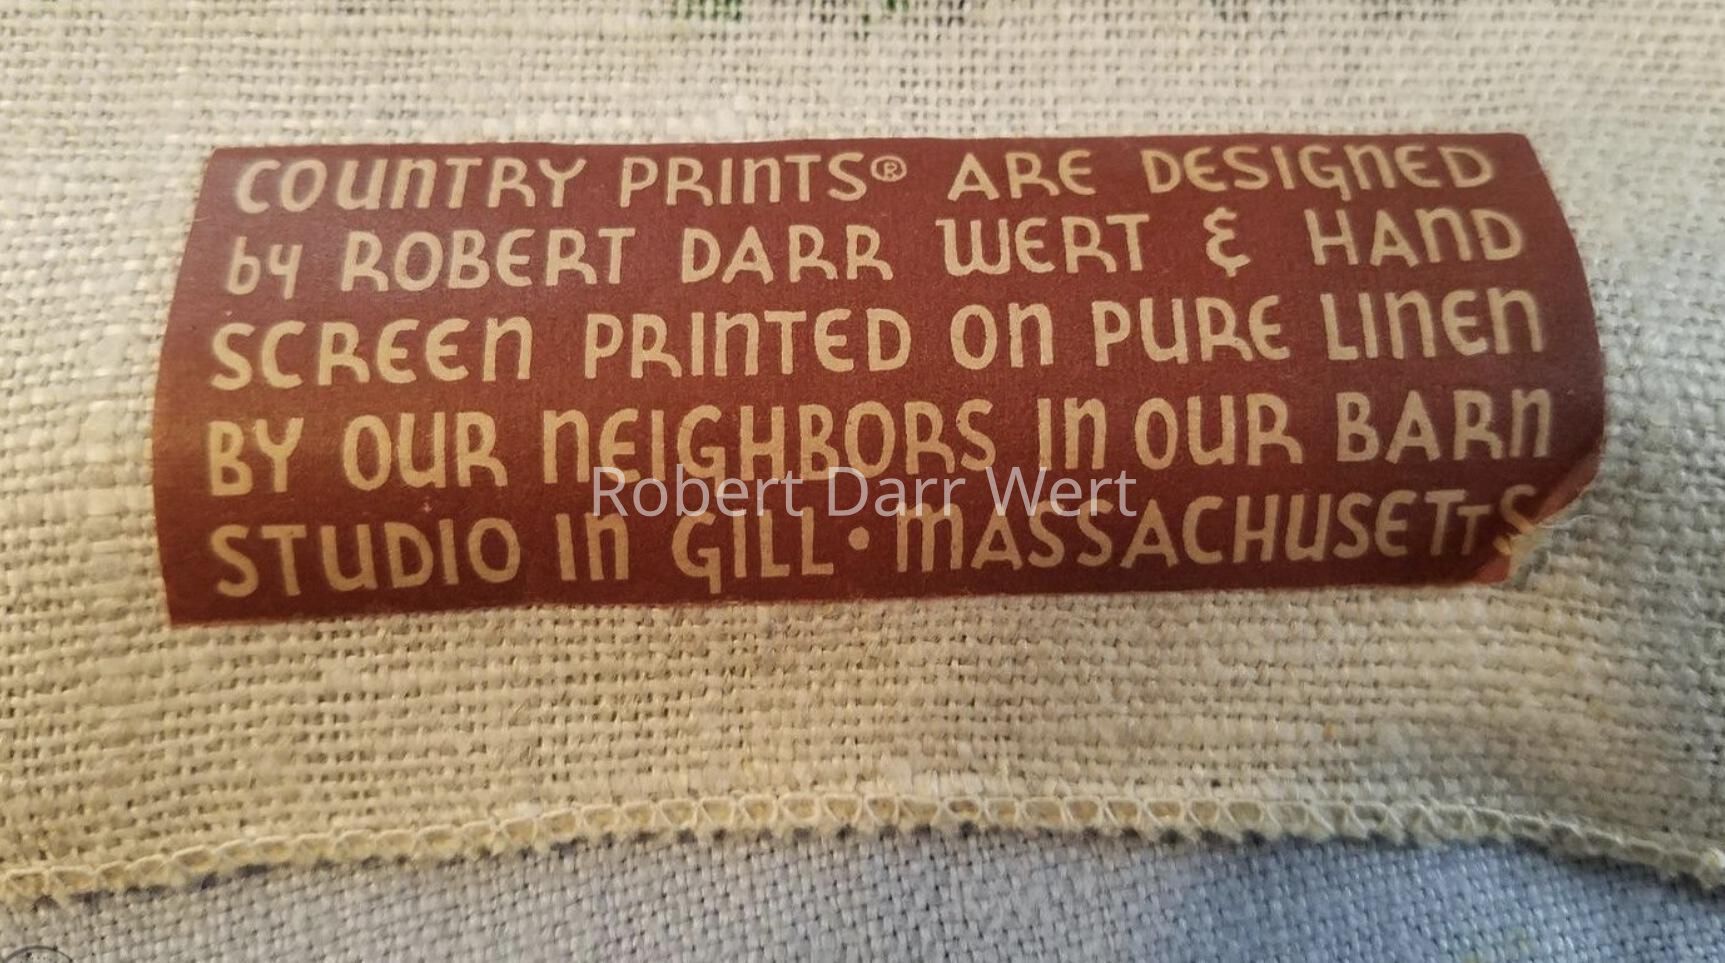 COUNTRY PRINTS® ARE DESIGNED
by ROBERT DARR WERT & HAND
SCREEN PRINTED ON PURE LINEN
BY OUR NEIGHBORS IN OUR BARN
Robert Darr Wert
STUDIO IN GILL • MASSACHUSETTS